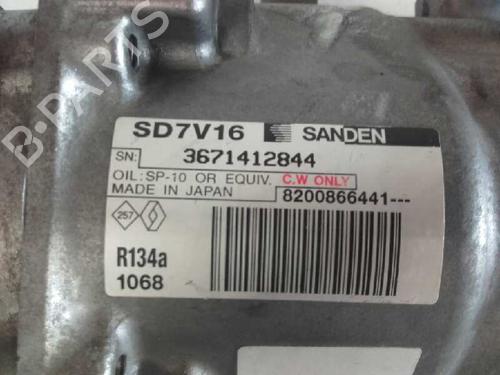 B-PARTS
SD7V16 SANDEN
SN: 3671412844
OIL: SP-10 OR EQUIV. C.W ONLY
MADE IN JAPAN 8200866441---
257
R134a
1068